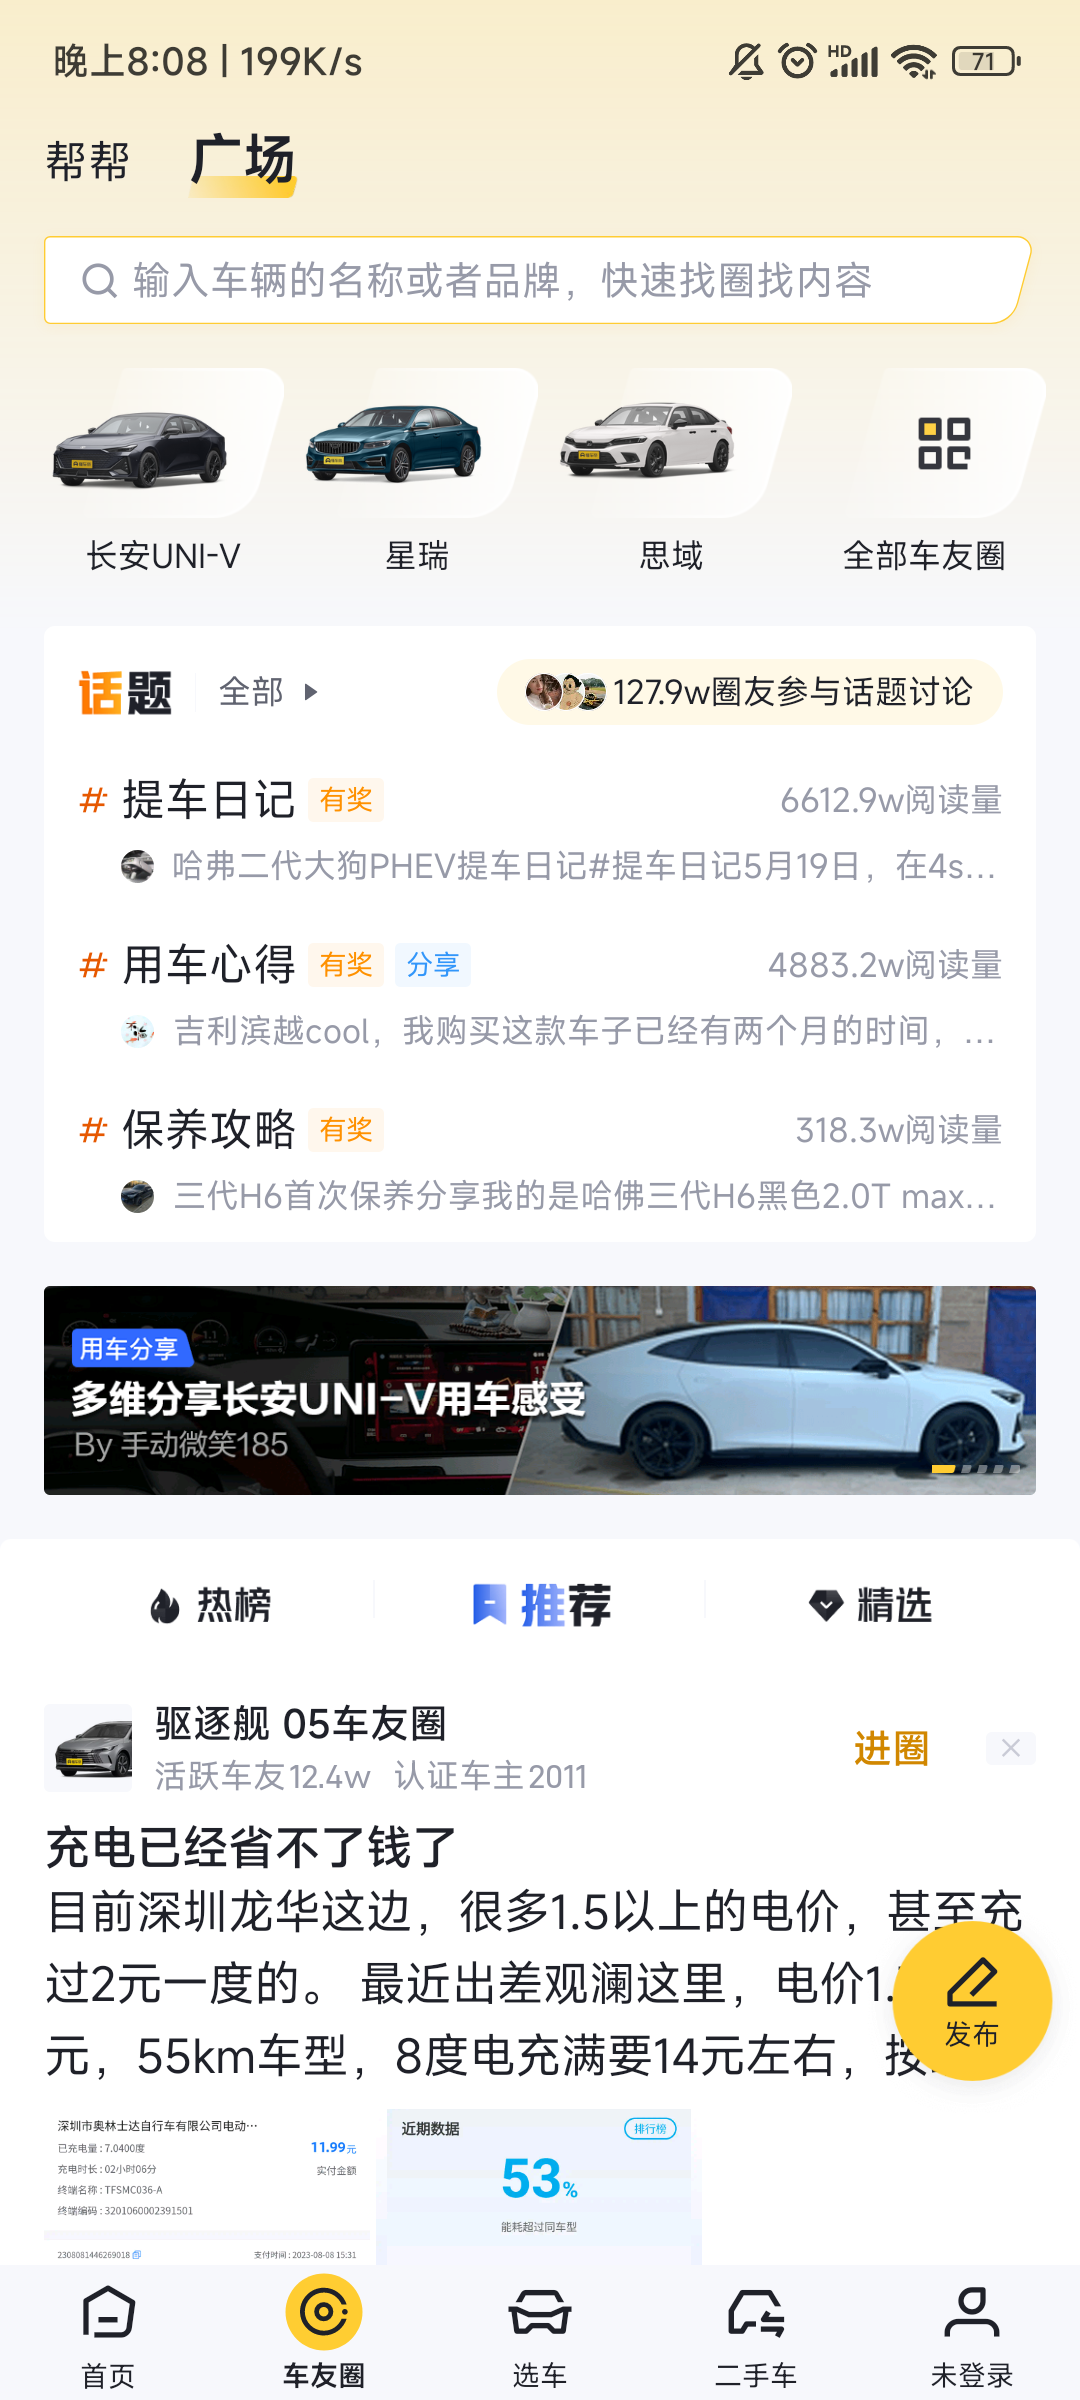 晚上8:08 | 199K/s
HD
71
帮帮
广场
输入车辆的名称或者品牌，快速找圈找内容
长安UNI-V
星瑞
思域
全部车友圈
话题
全部
127.9w圈友参与话题讨论
# 提车日记 有奖 6612.9w阅读量
哈弗二代大狗PHEV提车日记#提车日记5月19日，在4s...
# 用车心得 有奖 分享 4883.2w阅读量
吉利滨越cool，我购买这款车子已经有两个月的时间，...
# 保养攻略 有奖 318.3w阅读量
三代H6首次保养分享我的是哈佛三代H6黑色2.0T max...
用车分享
多维分享长安UNI-V用车感受
By 手动微笑185
热榜
推荐
精选
驱逐舰 05车友圈
活跃车友12.4w 认证车主2011
进圈
充电已经省不了钱了
目前深圳龙华这边，很多1.5以上的电价，甚至充
过2元一度的。 最近出差观澜这里，电价1.
元，55km车型，8度电充满要14元左右，按
发布
深圳市奥林士达自行车有限公司电动…
已充电量：7.0400度
11.99元
充电时长：02小时06分
实付金额
终端名称：TFSMC036-A
终端编码：3201060002391501
2308081446269018
支付时间：2023-08-08 15:31
近期数据
排行榜
53%
能耗超过同车型
首页
车友圈
选车
二手车
未登录